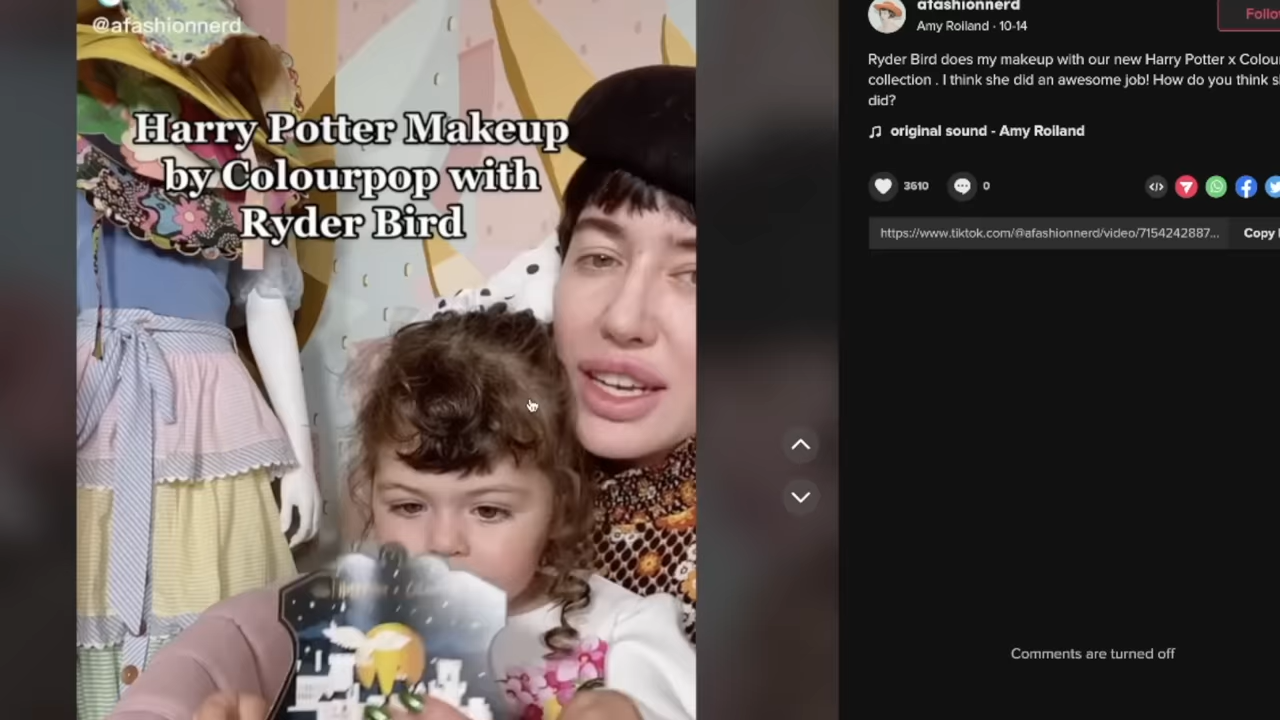 @afashionnerd
Harry Potter Makeup
by Colourpop with
Ryder Bird
afashionnerd
Amy Roiland · 10-14
Ryder Bird does my makeup with our new Harry Potter x Colou
collection . I think she did an awesome job! How do you think s
did?
original sound - Amy Roiland
3610
0
https://www.tiktok.com/@afashionnerd/video/7154242887...
Copy
Comments are turned off